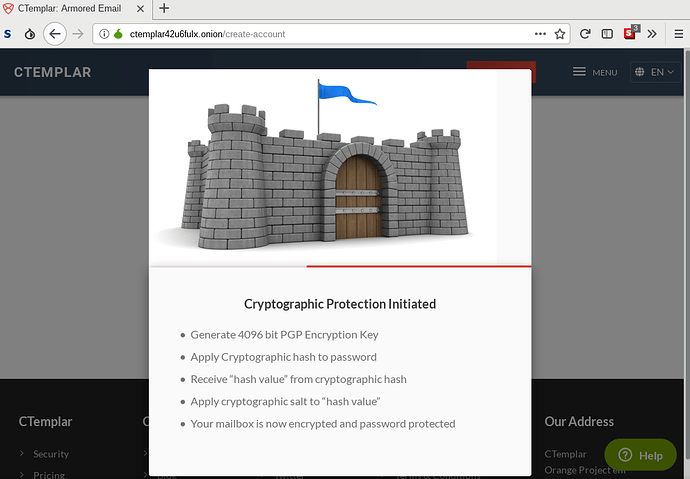 CTemplar: Armored Email
ctemplar42u6fulx.onion/create-account
S 3
CTEMPLAR
MENU
EN
Cryptographic Protection Initiated
Generate 4096 bit PGP Encryption Key
Apply Cryptographic hash to password
Receive “hash value” from cryptographic hash
Apply cryptographic salt to “hash value”
Your mailbox is now encrypted and password protected
CTemplar
Security
Pricing
Our Address
CTemplar
Orange Project
Help